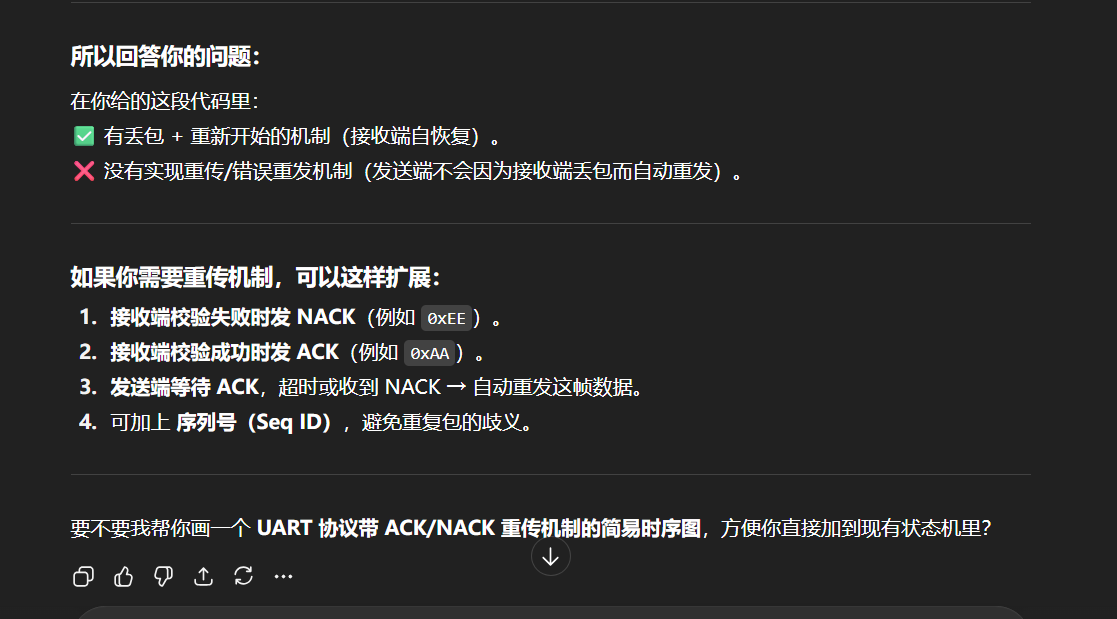 所以回答你的问题：
在你给的这段代码里：
✅ 有丢包 + 重新开始的机制（接收端自恢复）。
❌ 没有实现重传/错误重发机制（发送端不会因为接收端丢包而自动重发）。
如果你需要重传机制，可以这样扩展：
1. 接收端校验失败时发 NACK（例如 0xEE）。
2. 接收端校验成功时发 ACK（例如 0xAA）。
3. 发送端等待 ACK，超时或收到 NACK → 自动重发这帧数据。
4. 可加上 序列号（Seq ID），避免重复包的歧义。
要不要我帮你画一个 UART 协议带 ACK/NACK 重传机制的简易时序图，方便你直接加到现有状态机里？